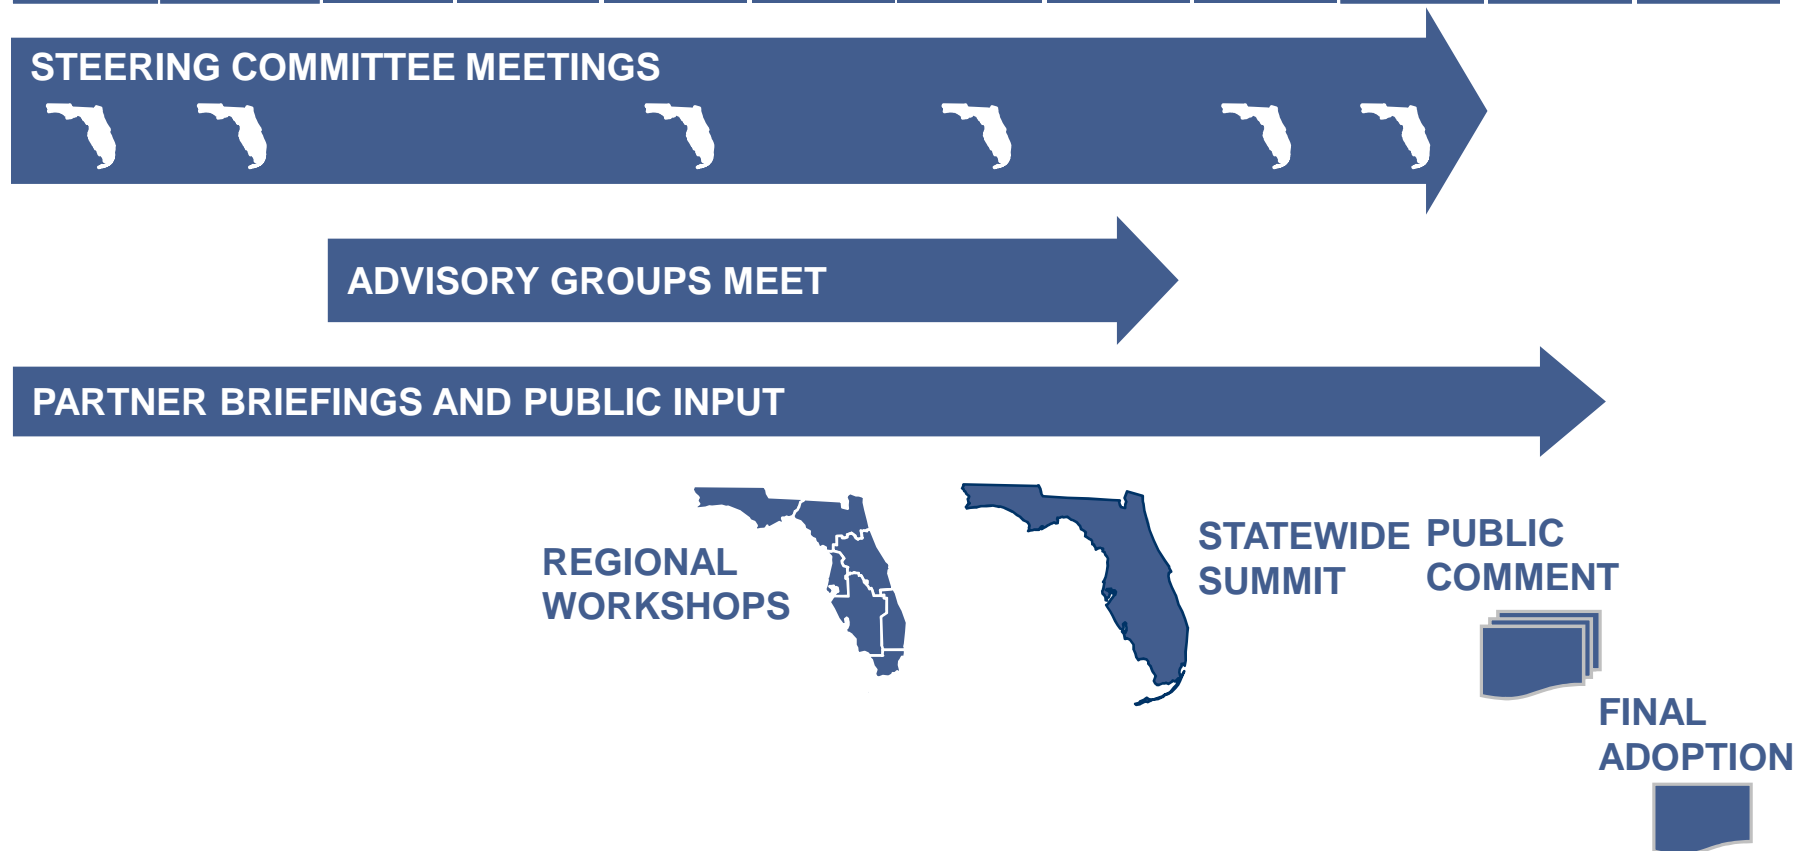 STEERING COMMITTEE MEETINGS
ADVISORY GROUPS MEET
PARTNER BRIEFINGS AND PUBLIC INPUT
REGIONAL
WORKSHOPS
STATEWIDE
SUMMIT
PUBLIC
COMMENT
FINAL
ADOPTION